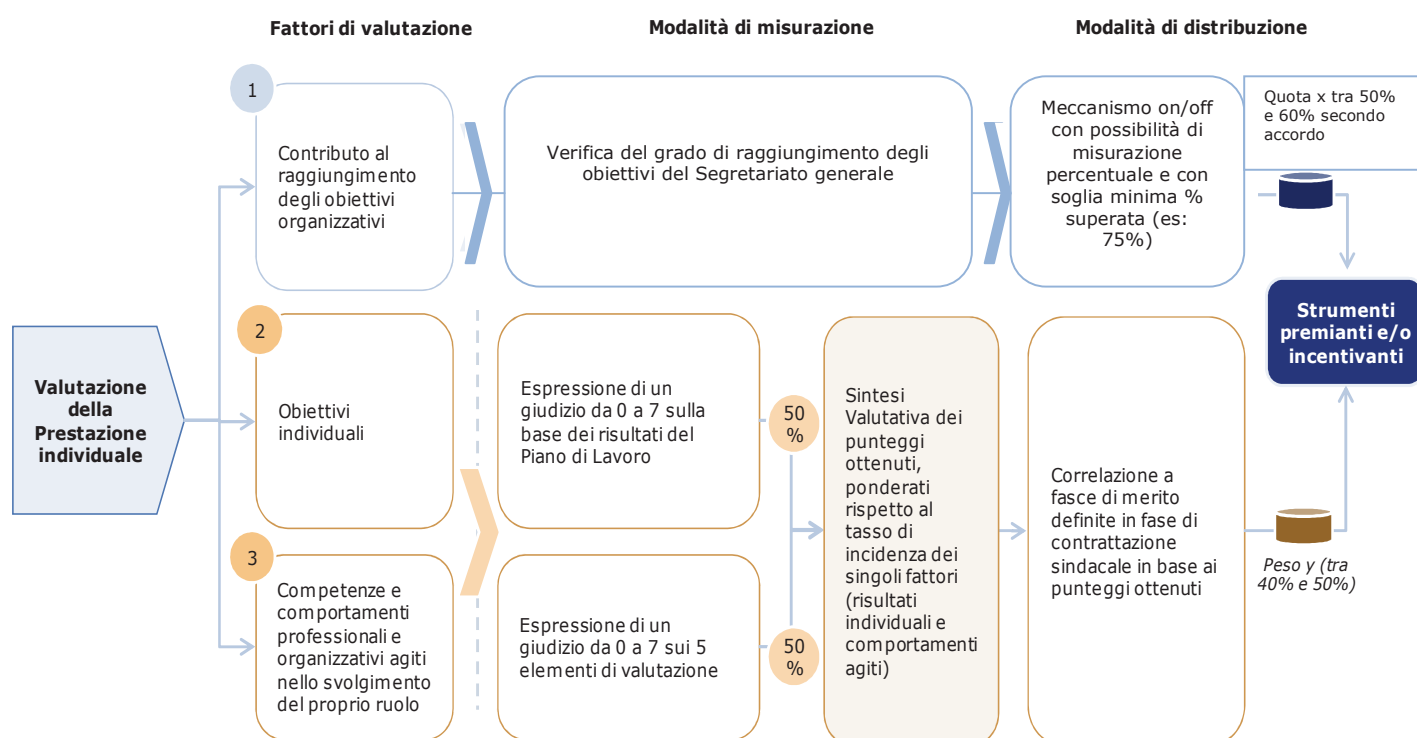 Fattori di valutazione
Modalità di misurazione
Modalità di distribuzione
1
Contributo al
raggiungimento
degli obiettivi
organizzativi
Verifica del grado di raggiungimento degli
obiettivi del Segretariato generale
Meccanismo on/off
con possibilità di
misurazione
percentuale e con
soglia minima %
superata (es:
75%)
Quota x tra 50%
e 60% secondo
accordo
Strumenti
premianti e/o
incentivanti
Valutazione
della
Prestazione
individuale
2
Obiettivi
individuali
Espressione di un
giudizio da 0 a 7 sulla
base dei risultati del
Piano di Lavoro
50
%
3
Competenze e
comportamenti
professionali e
organizzativi agiti
nello svolgimento
del proprio ruolo
Espressione di un
giudizio da 0 a 7 sui 5
elementi di valutazione
50
%
Sintesi
Valutativa dei
punteggi
ottenuti,
ponderati
rispetto al
tasso di
incidenza dei
singoli fattori
(risultati
individuali e
comportamenti
agiti)
Correlazione a
fasce di merito
definite in fase di
contrattazione
sindacale in base ai
punteggi ottenuti
Peso y (tra
40% e 50%)